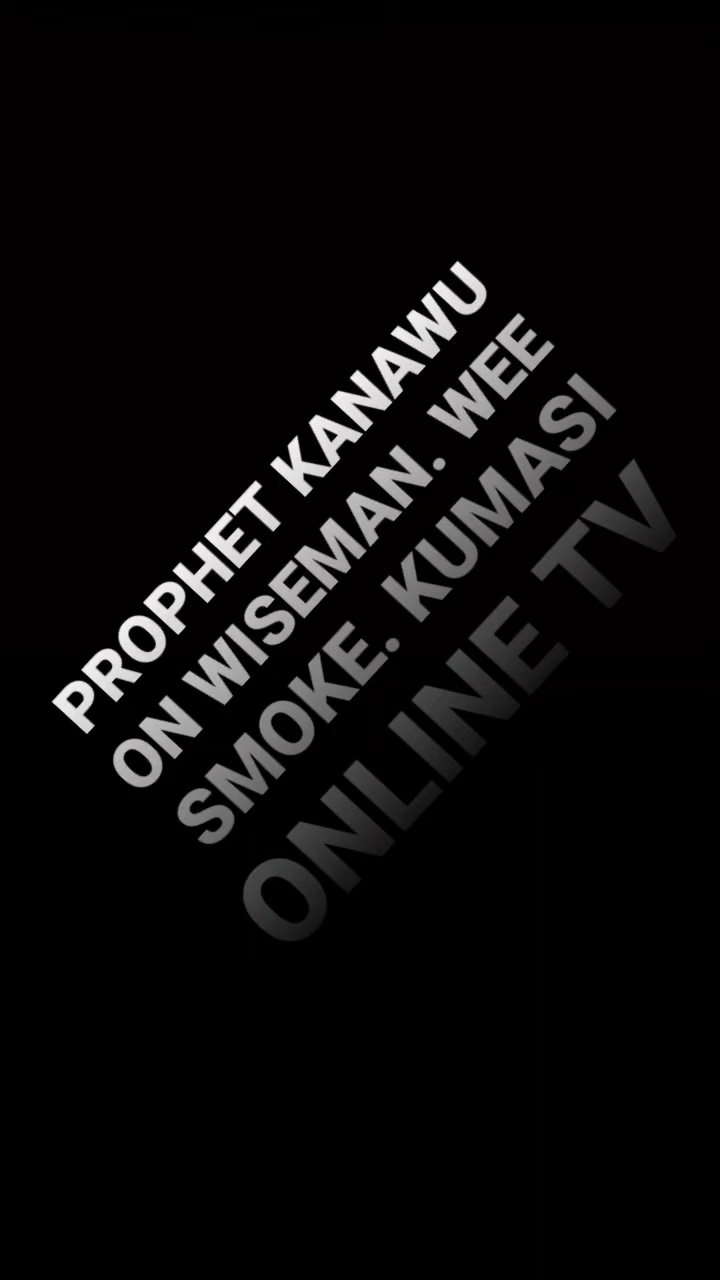 PROPHET KANAWU
ON WISEMAN. WEE
SMOKE. KUMASI
ONLINE TV